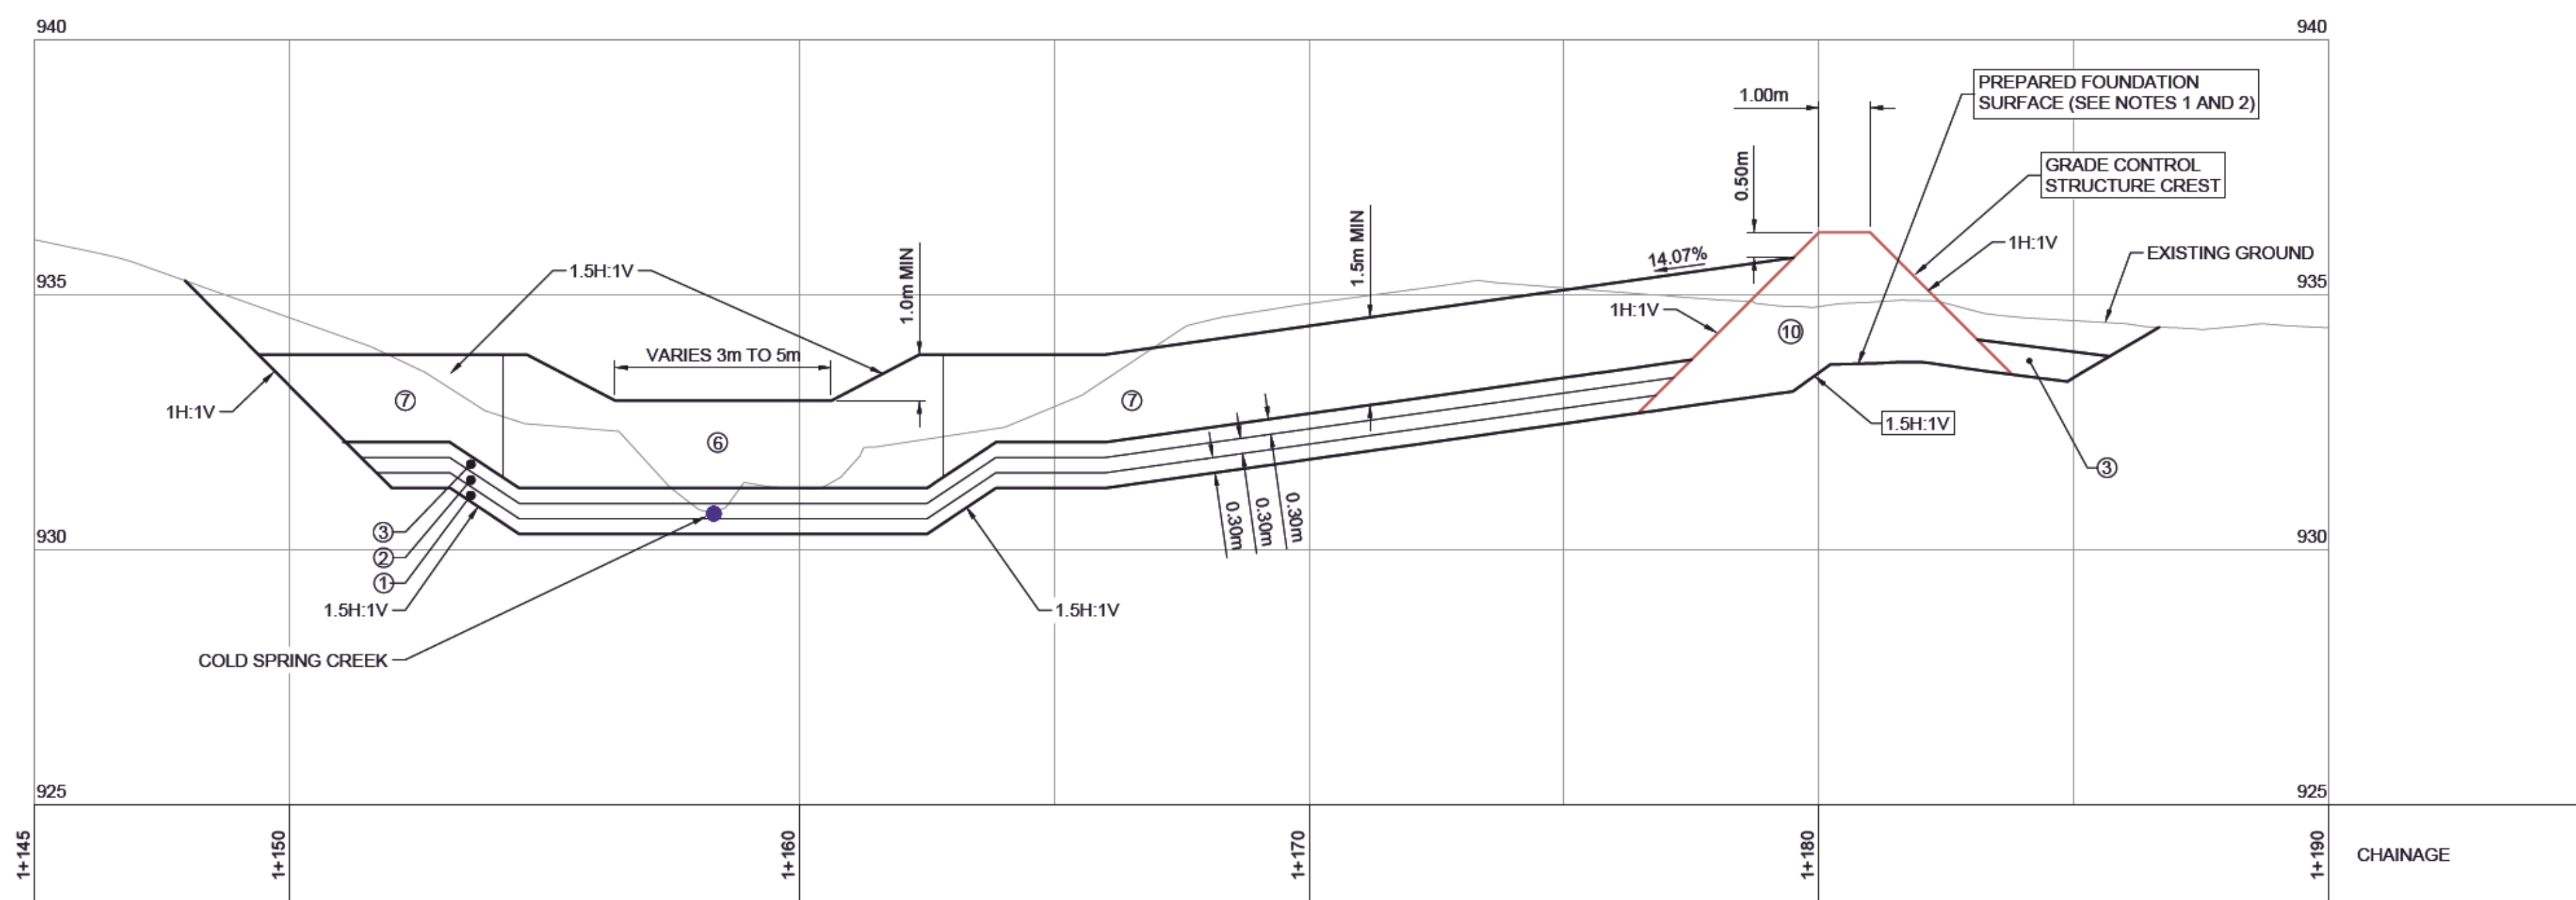 940
940
PREPARED FOUNDATION
SURFACE (SEE NOTES 1 AND 2)
1.00m
GRADE CONTROL
STRUCTURE CREST
0.50m
1H:1V
EXISTING GROUND
1.5m MIN
14.07%
1.5H:1V
1.0m MIN
935
935
1H:1V
10
VARIES 3m TO 5m
3
7
7
1H:1V
6
1.5H:1V
3
0.30m
0.30m
0.30m
3
2
1
930
930
1.5H:1V
1.5H:1V
COLD SPRING CREEK
925
925
1+145
1+150
1+160
1+170
1+180
1+190
CHAINAGE